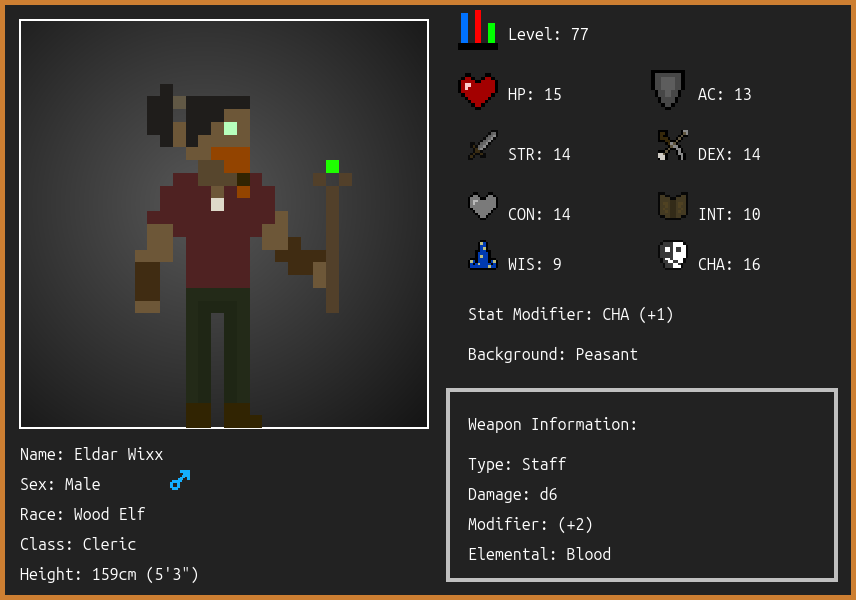 Level: 77
HP: 15
AC: 13
STR: 14
DEX: 14
CON: 14
INT: 10
WIS: 9
CHA: 16
Stat Modifier: CHA (+1)
Background: Peasant
Weapon Information:
Type: Staff
Damage: d6
Modifier: (+2)
Elemental: Blood
Name: Eldar Wixx
Sex: Male
Race: Wood Elf
Class: Cleric
Height: 159cm (5'3")